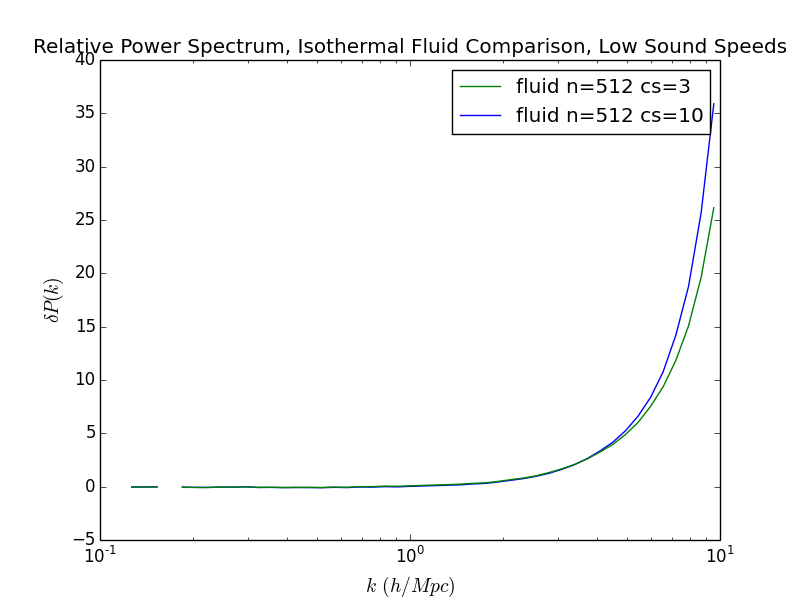 Relative Power Spectrum, Isothermal Fluid Comparison, Low Sound Speeds
fluid n=512 cs=3
fluid n=512 cs=10
40
35
30
25
20
15
10
5
0
−5
δP(k)
10⁻¹
10⁰
10¹
k (h/Mpc)